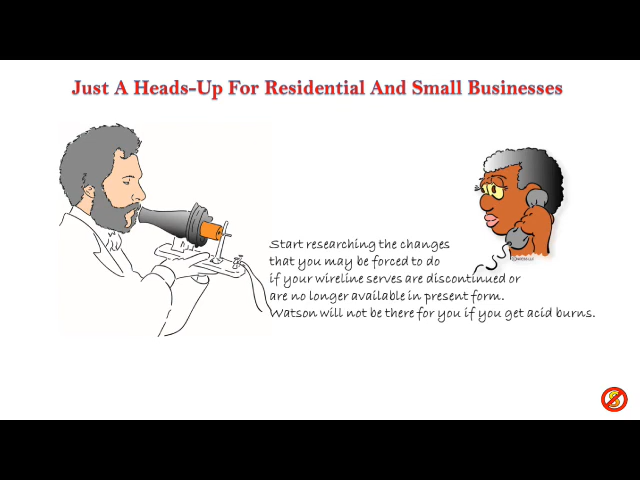 Just A Heads-Up For Residential And Small Businesses
Start researching the changes
that you may be forced to do
if your wireline serves are discontinued or
are no longer available in present form.
Watson will not be there for you if you get acid burns.